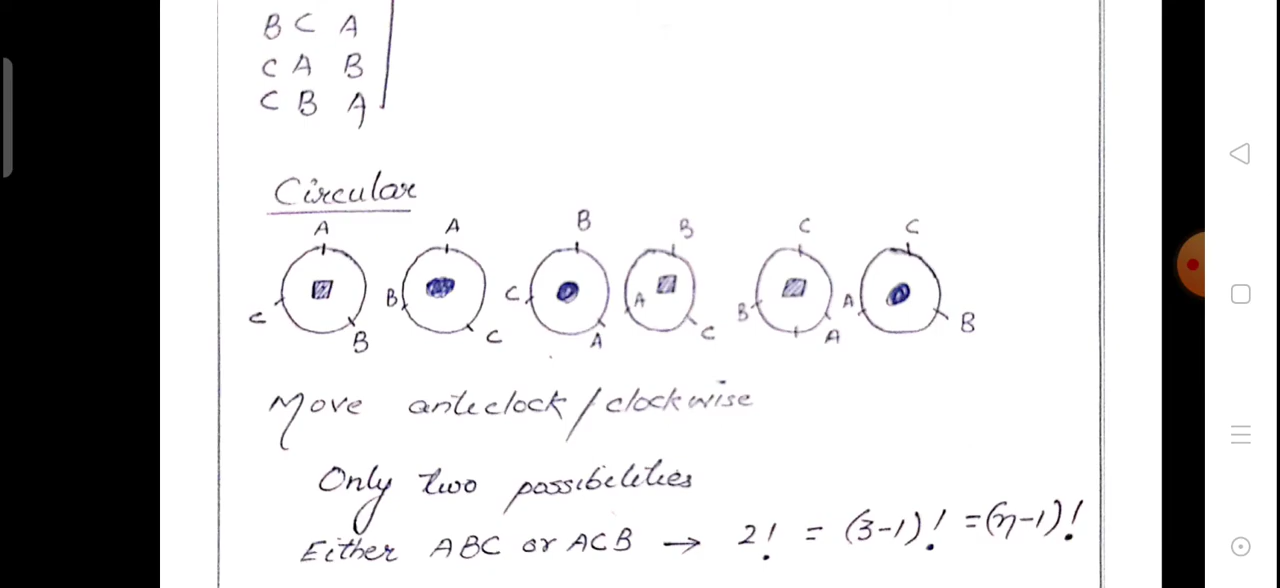 B C A
C A B
C B A
Circular
A A B B C C
C B B C C A A C B A A B
Move anticlock/clockwise
Only two possibilities
Either ABC or ACB → 2! = (3-1)! = (n-1)!